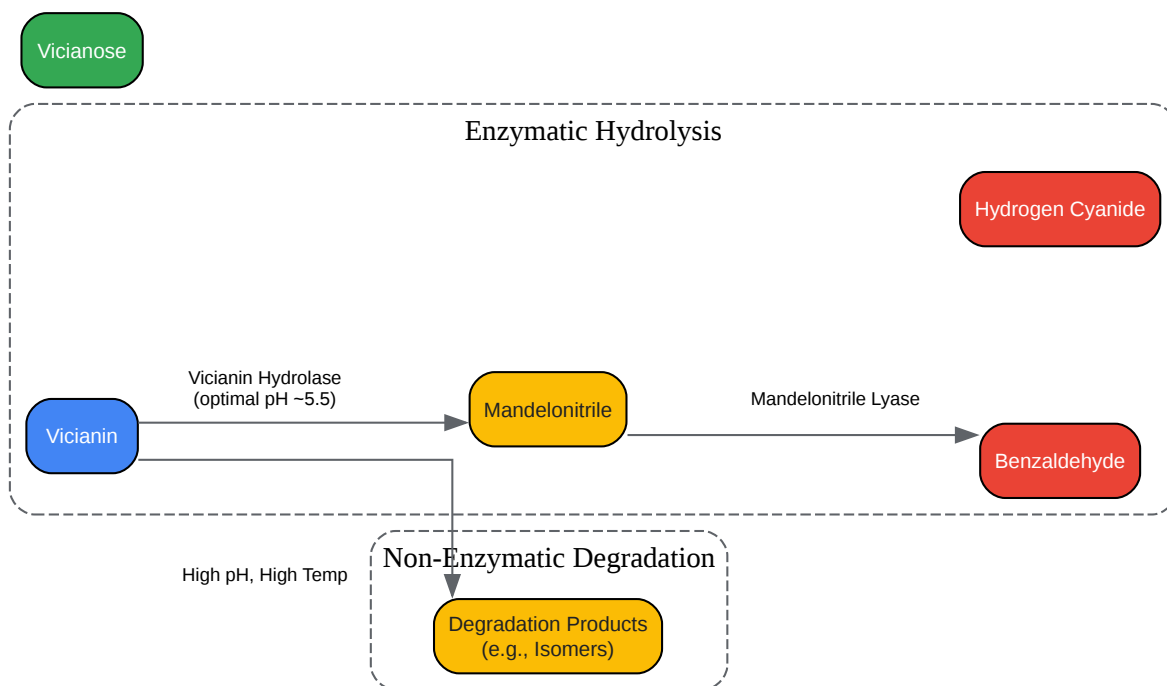 Vicianose
Enzymatic Hydrolysis
Hydrogen Cyanide
Vicianin Hydrolase
(optimal pH ~5.5)
Mandelonitrile
Mandelonitrile Lyase
Vicianin
Benzaldehyde
Non-Enzymatic Degradation
High pH, High Temp
Degradation Products
(e.g., Isomers)